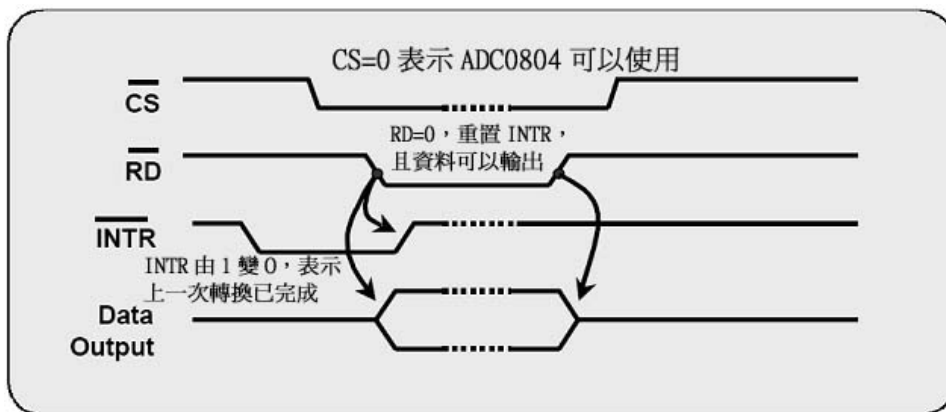 CS=0 表示 ADC0804 可以使用
CS
RD=0，重置 INTR，
且資料可以輸出
RD
INTR
INTR 由 1 變 0，表示
上一次轉換已完成
Data
Output